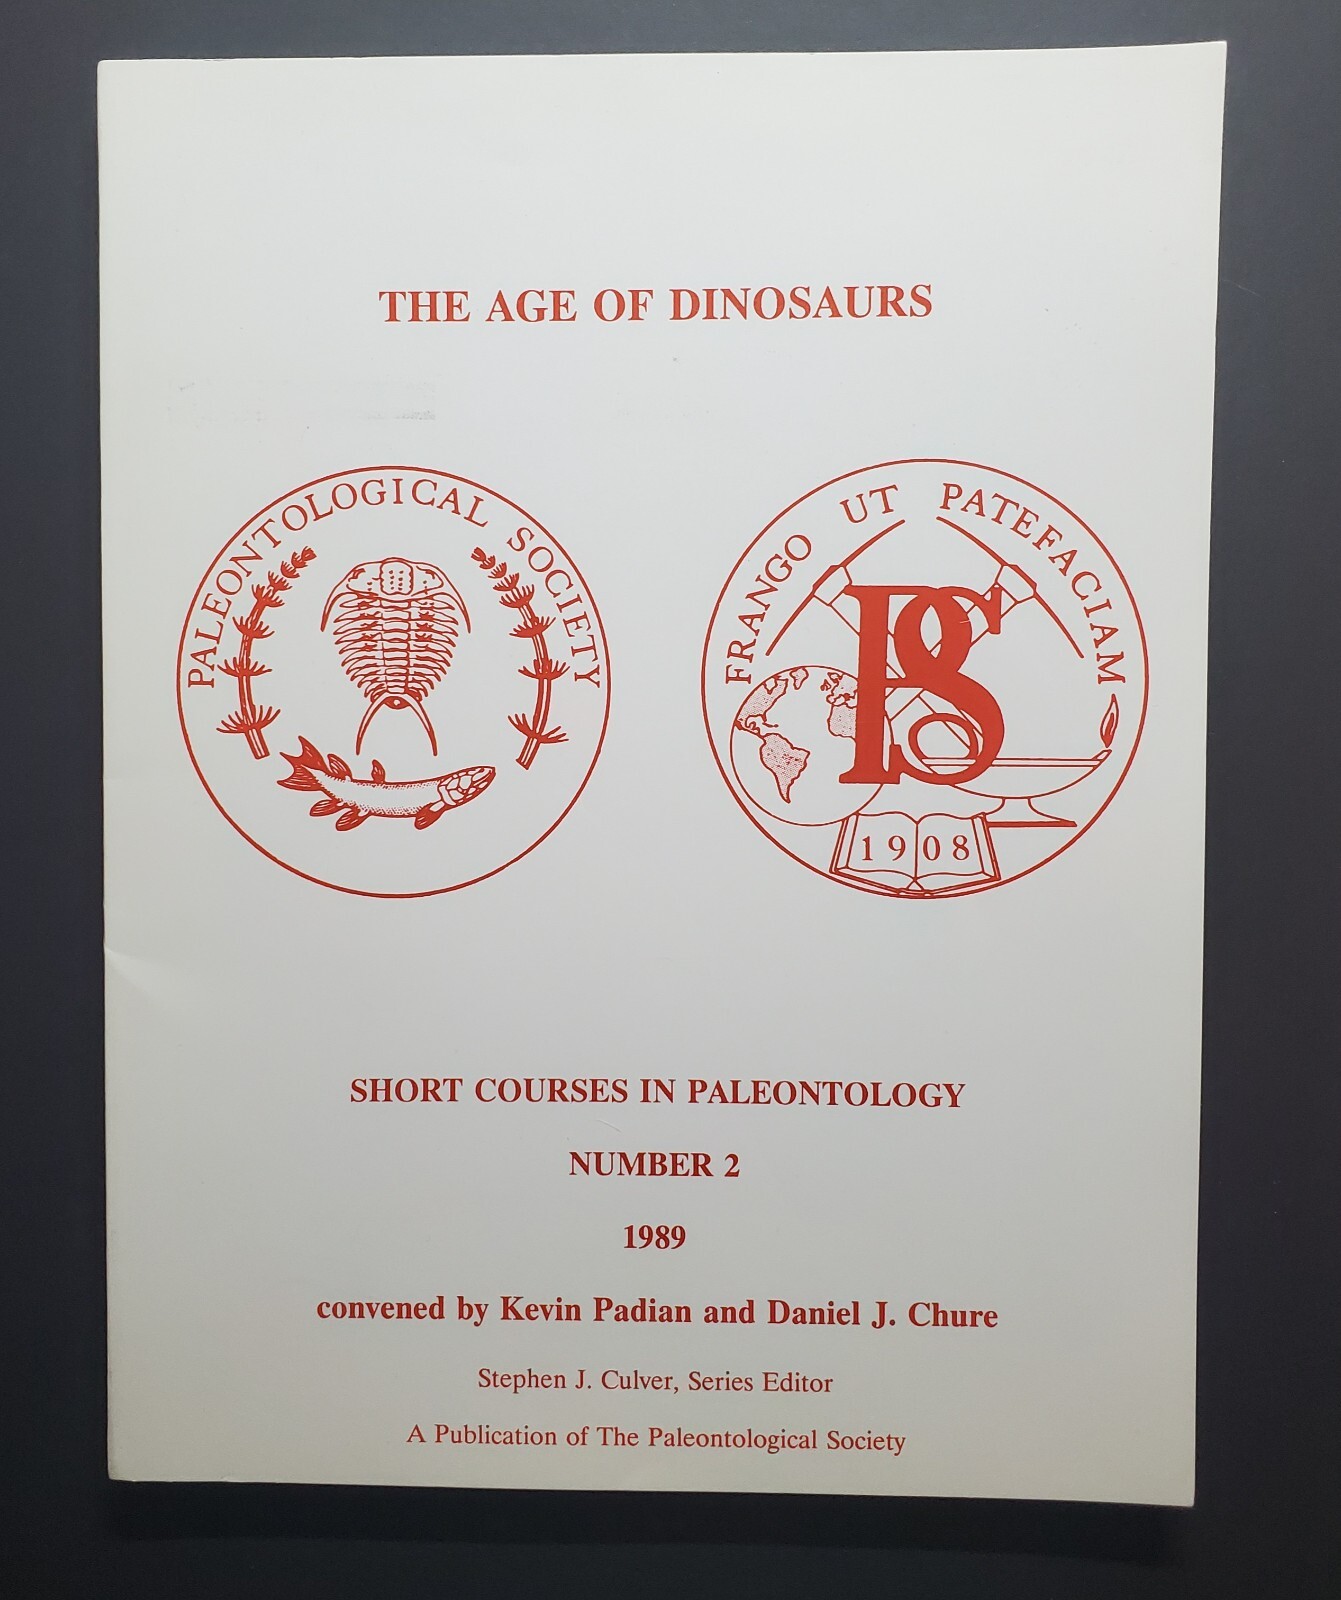 THE AGE OF DINOSAURS
PALEONTOLOGICAL SOCIETY
FRANGO UT PATEFACIAM
PS
1908
SHORT COURSES IN PALEONTOLOGY
NUMBER 2
1989
convened by Kevin Padian and Daniel J. Chure
Stephen J. Culver, Series Editor
A Publication of The Paleontological Society